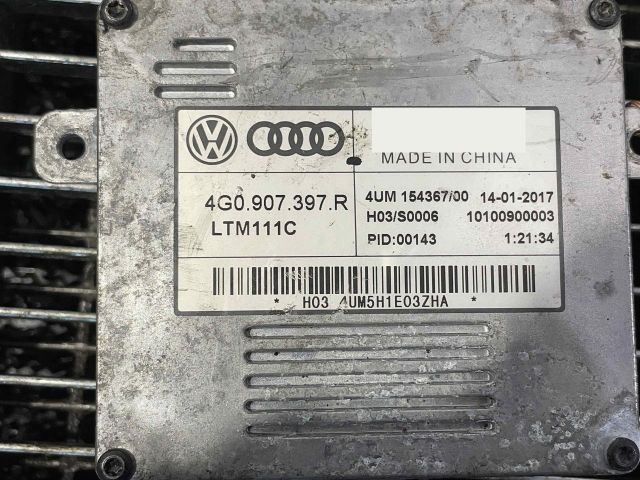 MADE IN CHINA
4G0.907.397.R
LTM111C
4UM 154367/00 14-01-2017
H03/S0006 10100900003
PID:00143 1:21:34
* H03 4UM5H1E03ZHA *